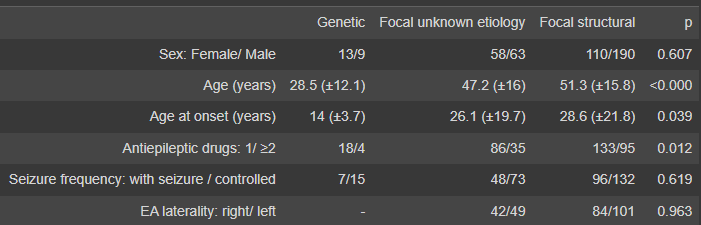 Genetic Focal unknown etiology Focal structural p
Sex: Female/ Male 13/9 58/63 110/190 0.607
Age (years) 28.5 (±12.1) 47.2 (±16) 51.3 (±15.8) <0.000
Age at onset (years) 14 (±3.7) 26.1 (±19.7) 28.6 (±21.8) 0.039
Antiepileptic drugs: 1/ ≥2 18/4 86/35 133/95 0.012
Seizure frequency: with seizure / controlled 7/15 48/73 96/132 0.619
EA laterality: right/ left - 42/49 84/101 0.963